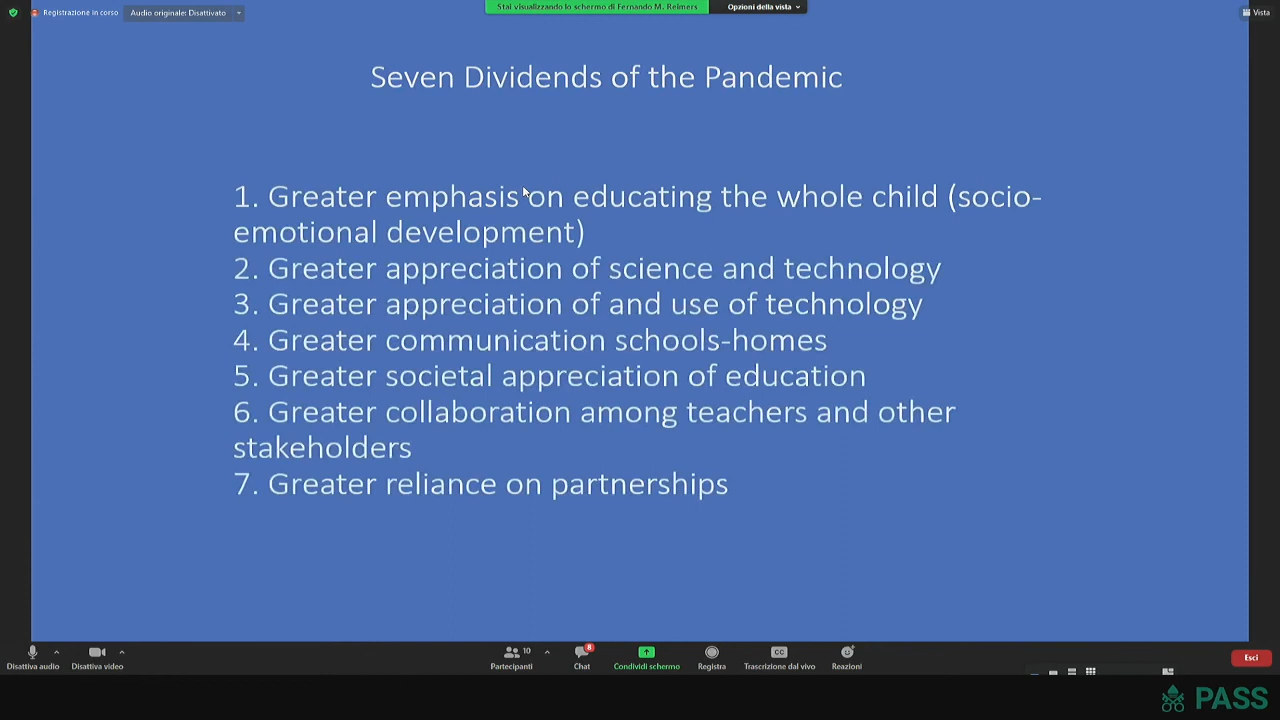 Registrazione in corso
Audio originale: Disattivato
Stai visualizzando lo schermo di Fernando M. Reimers
Opzioni della vista
Vista
Seven Dividends of the Pandemic
1. Greater emphasis on educating the whole child (socio-
emotional development)
2. Greater appreciation of science and technology
3. Greater appreciation of and use of technology
4. Greater communication schools-homes
5. Greater societal appreciation of education
6. Greater collaboration among teachers and other
stakeholders
7. Greater reliance on partnerships
Disattiva audio
Disattiva video
Partecipanti
10
Chat
8
Condividi schermo
Registra
CC
Trascrizione dal vivo
Reazioni
Esci
PASS